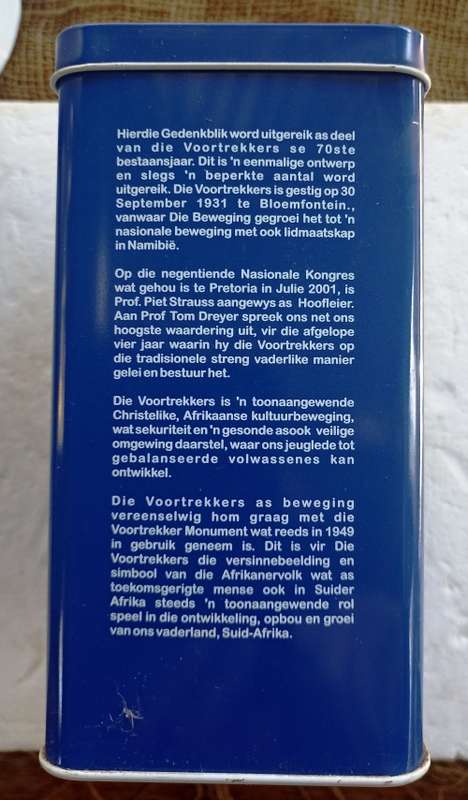 Hierdie Gedenkblik word uitgereik as deel
van die Voortrekkers se 70ste
bestaansjaar. Dit is 'n eenmalige ontwerp
en slegs 'n beperkte aantal word
uitgereik. Die Voortrekkers is gestig op 30
September 1931 te Bloemfontein.,
vanwaar Die Beweging gegroei het tot 'n
nasionale beweging met ook lidmaatskap
in Namibië.
Op die negentiende Nasionale Kongres
wat gehou is te Pretoria in Julie 2001, is
Prof. Piet Strauss aangewys as Hoofleier.
Aan Prof Tom Dreyer spreek ons net ons
hoogste waardering uit, vir die afgelope
vier jaar waarin hy die Voortrekkers op
die tradisionele streng vaderlike manier
gelei en bestuur het.
Die Voortrekkers is 'n toonaangewende
Christelike, Afrikaanse kultuurbeweging,
wat sekuriteit en 'n gesonde asook veilige
omgewing daarstel, waar ons jeuglede tot
gebalanseerde volwassenes kan
ontwikkel.
Die Voortrekkers as beweging
vereenselwig hom graag met die
Voortrekker Monument wat reeds in 1949
in gebruik geneem is. Dit is vir Die
Voortrekkers die versinnebeelding en
simbool van die Afrikanervolk wat as
toekomsgerigte mense ook in Suider
Afrika steeds 'n toonaangewende rol
speel in die ontwikkeling, opbou en groei
van ons vaderland, Suid-Afrika.